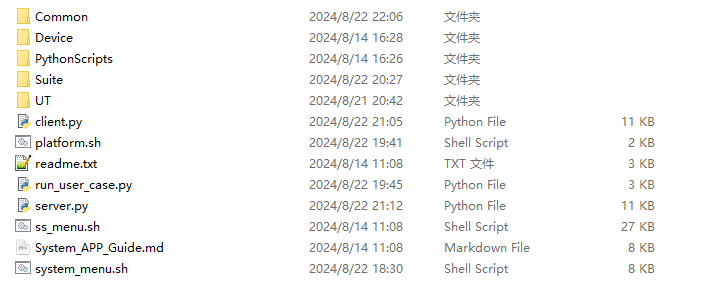 Common 2024/8/22 22:06 文件夹
Device 2024/8/14 16:28 文件夹
PythonScripts 2024/8/14 16:26 文件夹
Suite 2024/8/22 20:27 文件夹
UT 2024/8/21 20:42 文件夹
client.py 2024/8/22 21:05 Python File 11 KB
platform.sh 2024/8/22 19:41 Shell Script 2 KB
readme.txt 2024/8/14 11:08 TXT 文件 3 KB
run_user_case.py 2024/8/22 19:45 Python File 3 KB
server.py 2024/8/22 21:12 Python File 11 KB
ss_menu.sh 2024/8/14 11:08 Shell Script 27 KB
System_APP_Guide.md 2024/8/14 11:08 Markdown File 8 KB
system_menu.sh 2024/8/22 18:30 Shell Script 8 KB